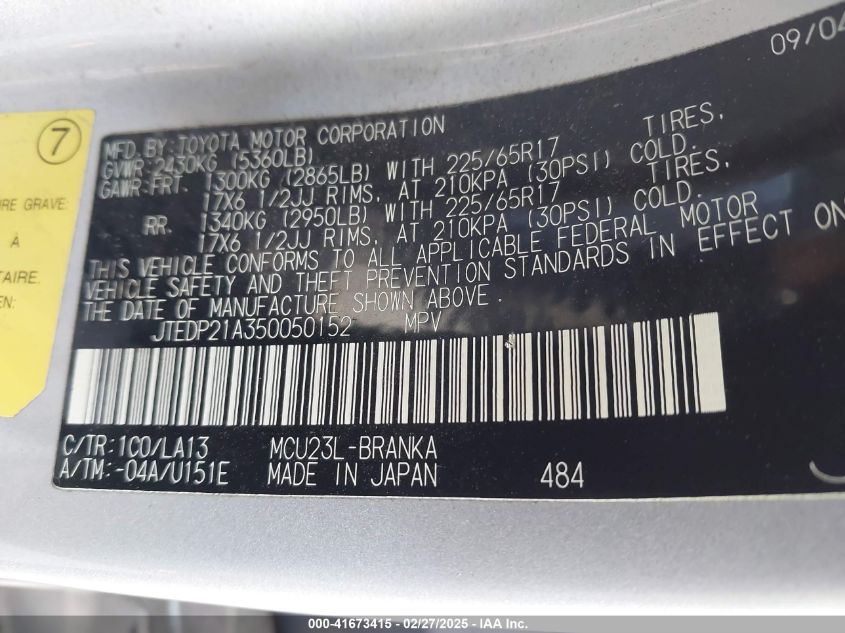 09/04
7
MFD.BY:TOYOTA MOTOR CORPORATION
GVWR:2430KG (5360LB)
GAWR:FRT. 1300KG (2865LB) WITH 225/65R17 TIRES,
17X6 1/2JJ RIMS, AT 210KPA (30PSI) COLD.
RR. 1340KG (2950LB) WITH 225/65R17 TIRES,
17X6 1/2JJ RIMS, AT 210KPA (30PSI) COLD.
THIS VEHICLE CONFORMS TO ALL APPLICABLE FEDERAL MOTOR
VEHICLE SAFETY AND THEFT PREVENTION STANDARDS IN EFFECT ON
THE DATE OF MANUFACTURE SHOWN ABOVE.
JTEDP21A350050152 MPV
URE GRAVE
À
TAIRE.
EN:
C/TR:1C0/LA13 MCU23L-BRANKA
A/TM:-04A/U151E MADE IN JAPAN 484
000-41673415 - 02/27/2025 - IAA Inc.